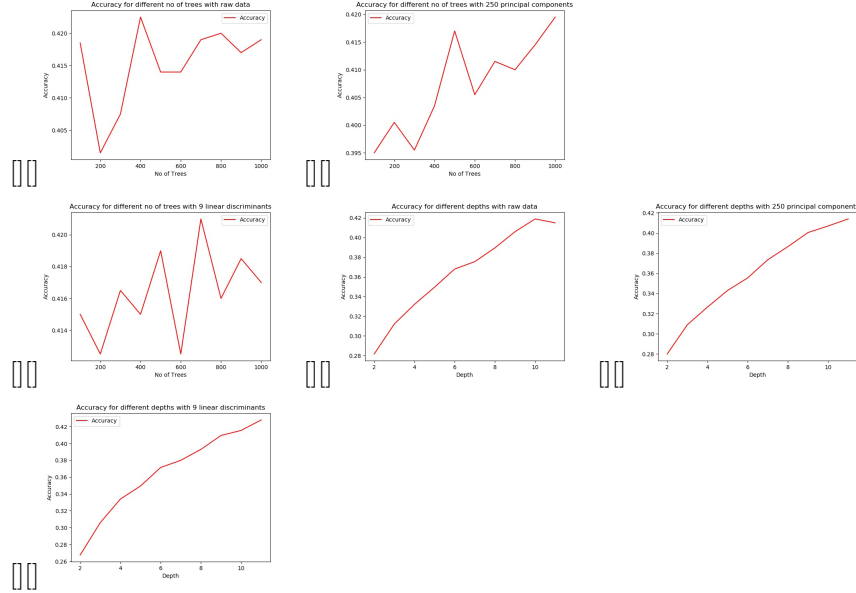 Accuracy for different no of trees with raw data
Accuracy
0.420
0.415
0.410
0.405
200 400 600 800 1000
No of Trees
Accuracy
Accuracy for different no of trees with 250 principal components
Accuracy
0.420
0.415
0.410
0.405
0.400
0.395
200 400 600 800 1000
No of Trees
Accuracy
Accuracy for different no of trees with 9 linear discriminants
Accuracy
0.420
0.418
0.416
0.414
200 400 600 800 1000
No of Trees
Accuracy
Accuracy for different depths with raw data
Accuracy
0.42
0.40
0.38
0.36
0.34
0.32
0.30
0.28
2 4 6 8 10
Depth
Accuracy
Accuracy for different depths with 250 principal component
Accuracy
0.42
0.40
0.38
0.36
0.34
0.32
0.30
0.28
2 4 6 8 10
Depth
Accuracy
Accuracy for different depths with 9 linear discriminants
Accuracy
0.42
0.40
0.38
0.36
0.34
0.32
0.30
0.28
0.26
2 4 6 8 10
Depth
Accuracy